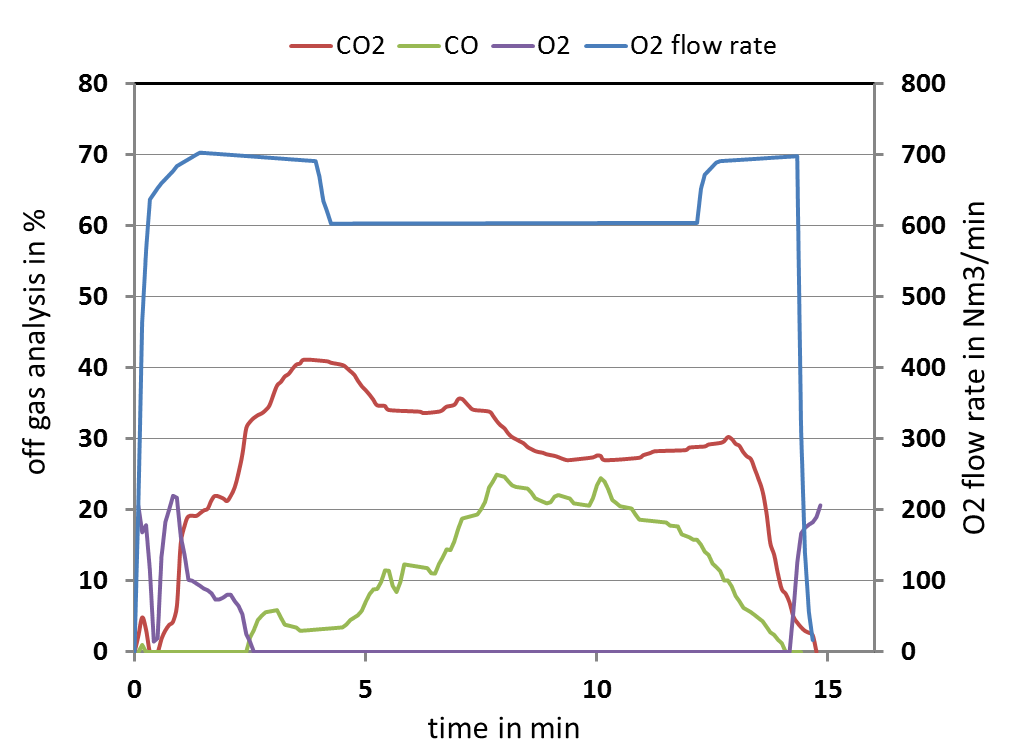 CO2 CO O2 O2 flow rate
80 800
70 700
60 600
50 500
40 400
30 300
20 200
10 100
0 0
off gas analysis in %
O2 flow rate in Nm3/min
0 5 10 15
time in min